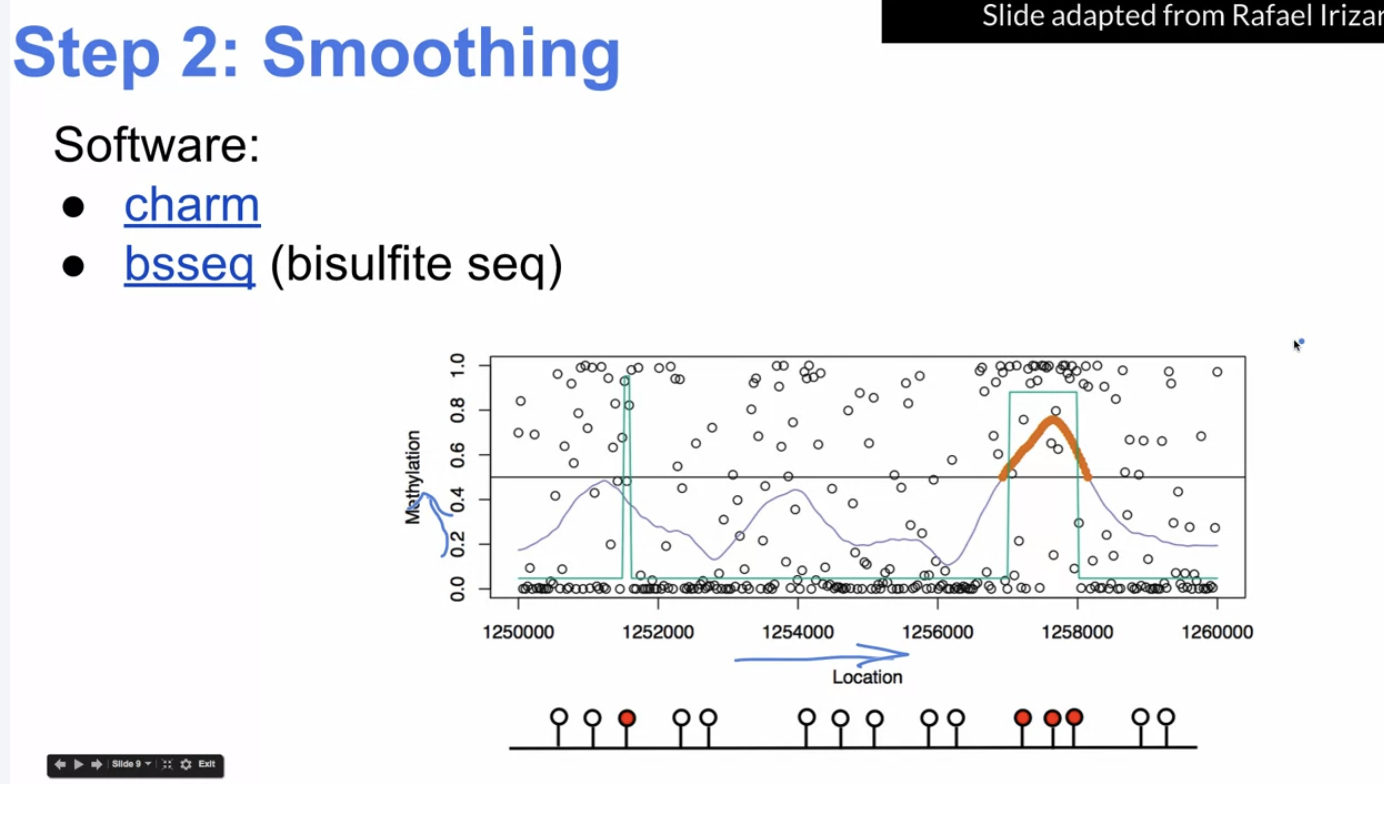 Slide adapted from Rafael Irizar
Step 2: Smoothing
Software:
● charm
● bsseq (bisulfite seq)
Methylation
1.0
0.8
0.6
0.4
0.2
0.0
1250000 1252000 1254000 1256000 1258000 1260000
Location
Slide 9 Exit